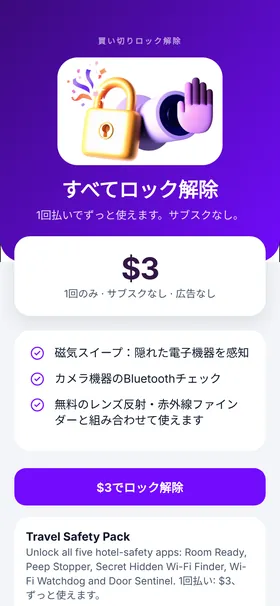 買い切りロック解除
すべてロック解除
1回払いでずっと使えます。サブスクなし。
$3
1回のみ · サブスクなし · 広告なし
磁気スイープ：隠れた電子機器を感知
カメラ機器のBluetoothチェック
無料のレンズ反射・赤外線ファイン
ダーと組み合わせて使えます
$3でロック解除
Travel Safety Pack
Unlock all five hotel-safety apps: Room Ready,
Peep Stopper, Secret Hidden Wi-Fi Finder, Wi-
Fi Watchdog and Door Sentinel. 1回払い: $3、
ずっと使えます。